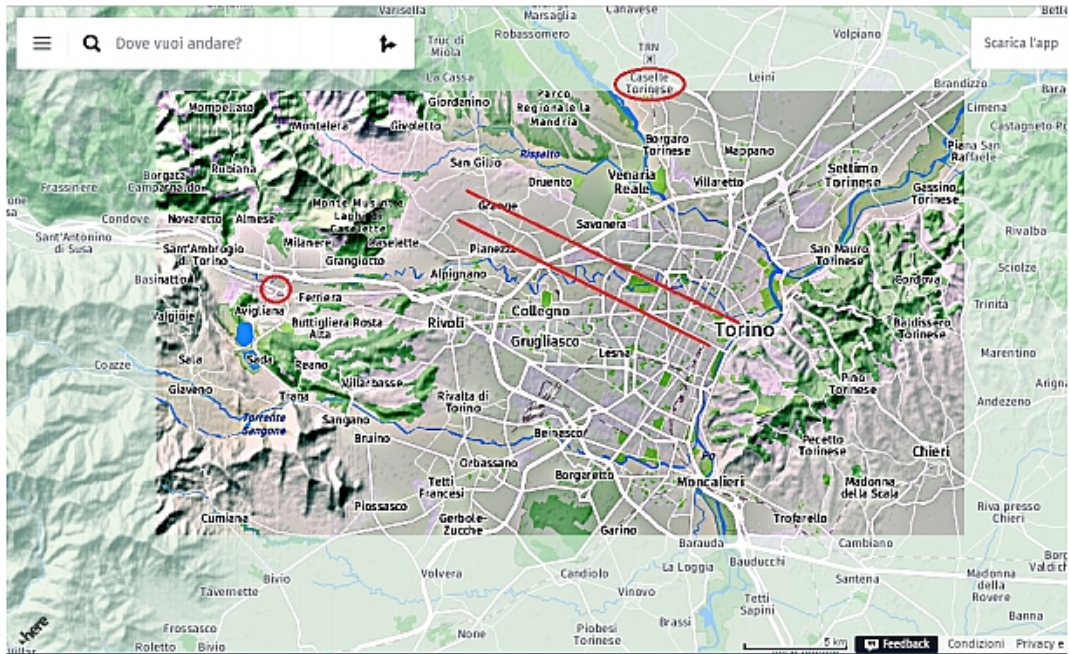 Varisella
Canavese
Marsaglia
Robassomero
Volpiano
Dove vuoi andare?
Truc di
Miola
TRN
Scarica l'app
La Cassa
Caselle
Torinese
Leini
Brandizzo
Mompellato
Giordanino
Parco
Regionale la
Mandria
Cimena
Montelera
Givoletto
Castagneto Po
Borgaro
Torinese
Mappano
Piana San
Raffaele
San Gillio
Rubiana
Druento
Venaria
Reale
Villaretto
Settimo
Torinese
Gassino
Torinese
Frassinere
Borgata
Camparnaldo
Monte Musinè e
Laghi di
Caselette
Grange
Condove
Novaretto
Almese
Savonera
Rivalba
Sant'Antonino
di Susa
Milanere
Caselette
Pianezza
Sant'Ambrogio
di Torino
Grangiotto
San Mauro
Torinese
Sciolze
Basinatto
Alpignano
Cordova
Ferriera
Valgioie
Avigliana
Collegno
Trinità
Buttigliera
Alta
Rosta
Rivoli
Torino
Baldissero
Torinese
Grugliasco
Lesna
Marentino
Coazze
Sala
Sada
Reano
Giaveno
Villarbasse
Pino
Torinese
Trana
Rivalta di
Torino
Andezeno
Torrente
Sangone
Sangano
Bruino
Beinasco
Pecetto
Torinese
Chieri
Po
Orbassano
Borgaretto
Moncalieri
Madonna
della Scala
Tetti
Francesi
Piossasco
Riva presso
Chieri
Cumiana
Gerbole-
Zucche
Garino
Trofarello
Barauda
Cambiano
Bauducchi
La Loggia
Bivio
Volvera
Candiolo
Santena
Madonna
della
Rovere
Tavernette
Vinovo
Tetti
Sapini
Banna
Frossasco
None
Piobesi
Torinese
Brassi
here
Roletto
Bivio
5 km
Feedback
Condizioni
Privacy e